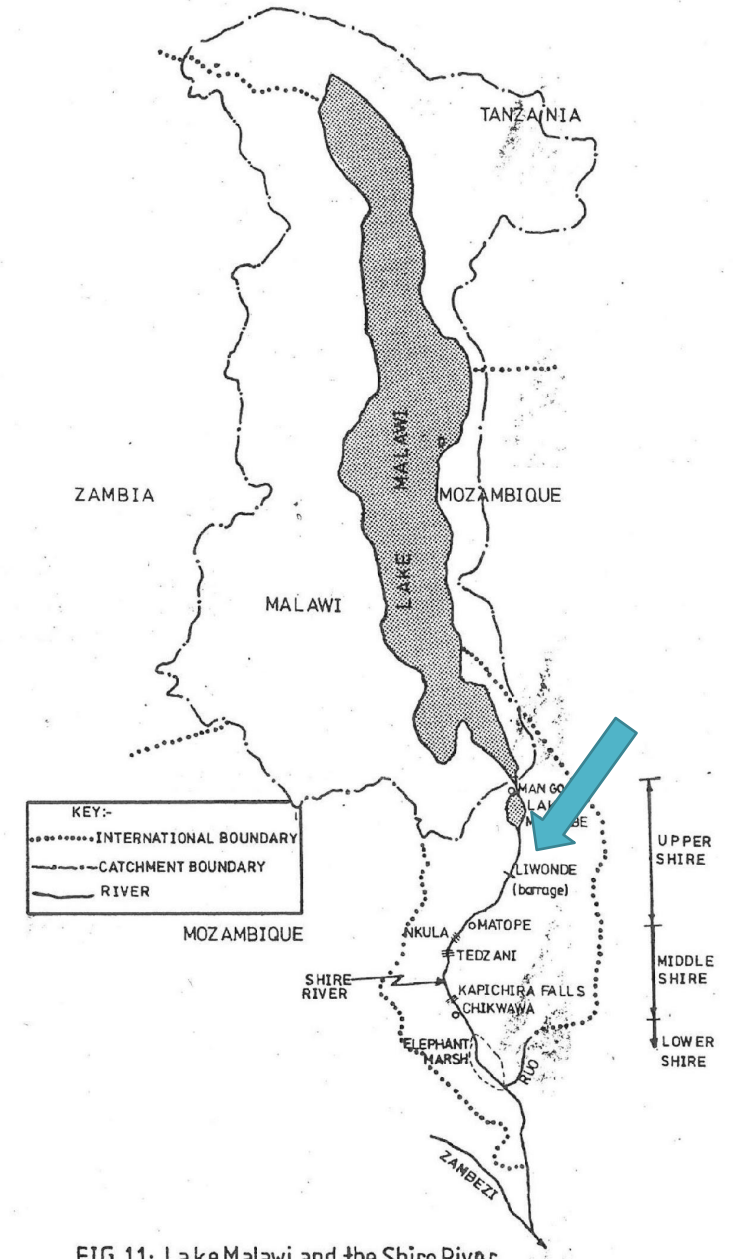 TANZAINIA
LAKE MALAWI
ZAMBIA
MOZAMBIQUE
MALAWI
MANGO
KEY:-
INTERNATIONAL BOUNDARY
CATCHMENT BOUNDARY
RIVER
UPPER
SHIRE
LIWONDE
(barrage)
MOZAMBIQUE
MATOPE
NKULA
TEDZANI
MIDDLE
SHIRE
SHIRE
RIVER
KAPICHIRA FALLS
CHIKWAWA
ELEPHANT
MARSH
LOWER
SHIRE
RUO
ZAMBEZI
FIG 11: Lake Malawi and the Shire River